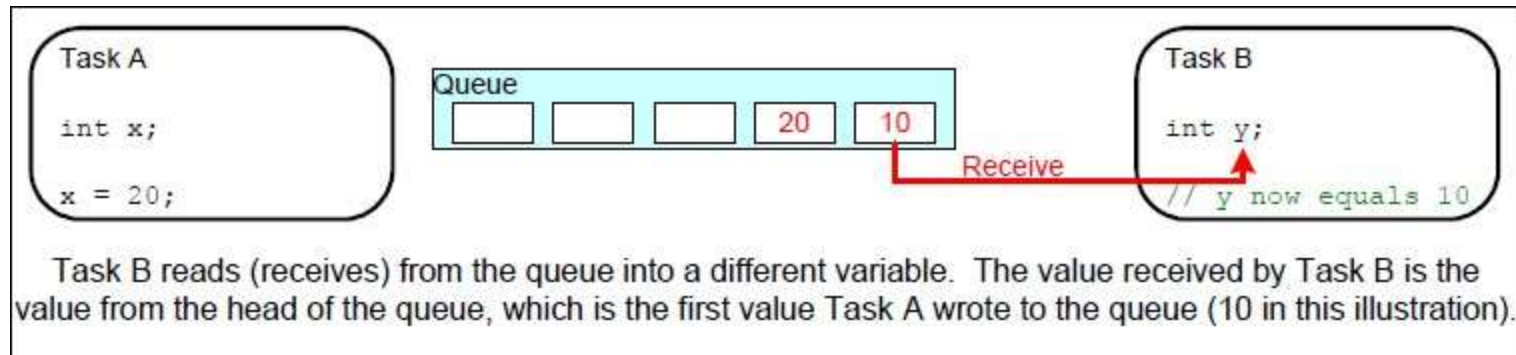 Task A
int x;
x = 20;
Queue
20
10
Receive
Task B
int y;
// y now equals 10
Task B reads (receives) from the queue into a different variable. The value received by Task B is the
value from the head of the queue, which is the first value Task A wrote to the queue (10 in this illustration).